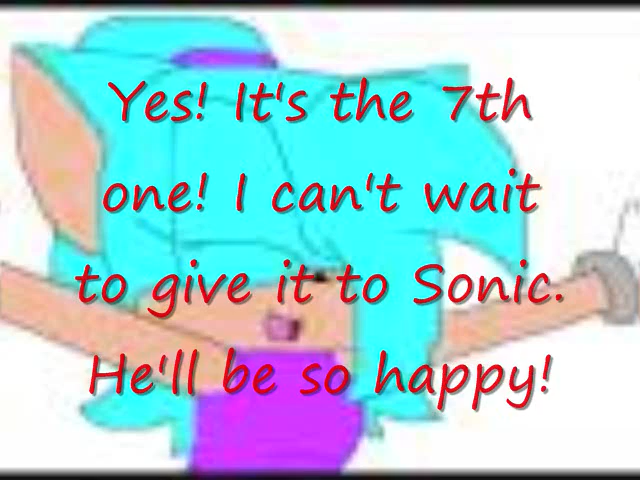 Yes! It's the 7th
one! I can't wait
to give it to Sonic.
He'll be so happy!